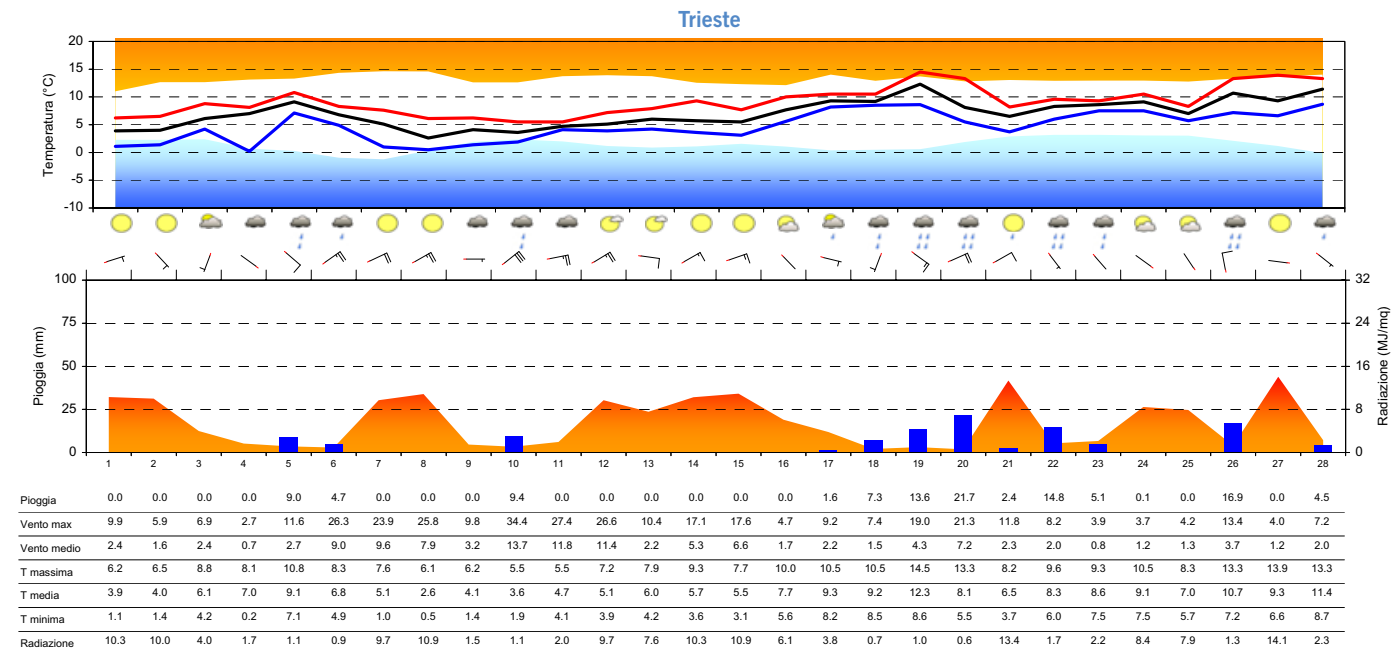 Trieste
20
15
10
5
0
-5
-10
Temperatura (°C)
100
75
50
25
0
Pioggia (mm)
32
24
16
8
0
Radiazione (MJ/mq)
1 2 3 4 5 6 7 8 9 10 11 12 13 14 15 16 17 18 19 20 21 22 23 24 25 26 27 28
Pioggia 0.0 0.0 0.0 0.0 9.0 4.7 0.0 0.0 0.0 9.4 0.0 0.0 0.0 0.0 0.0 0.0 1.6 7.3 13.6 21.7 2.4 14.8 5.1 0.1 0.0 16.9 0.0 4.5
Vento max 9.9 5.9 6.9 2.7 11.6 26.3 23.9 25.8 9.8 34.4 27.4 26.6 10.4 17.1 17.6 4.7 9.2 7.4 19.0 21.3 11.8 8.2 3.9 3.7 4.2 13.4 4.0 7.2
Vento medio 2.4 1.6 2.4 0.7 2.7 9.0 9.6 7.9 3.2 13.7 11.8 11.4 2.2 5.3 6.6 1.7 2.2 1.5 4.3 7.2 2.3 2.0 0.8 1.2 1.3 3.7 1.2 2.0
T massima 6.2 6.5 8.8 8.1 10.8 8.3 7.6 6.1 6.2 5.5 5.5 7.2 7.9 9.3 7.7 10.0 10.5 10.5 14.5 13.3 8.2 9.6 9.3 10.5 8.3 13.3 13.9 13.3
T media 3.9 4.0 6.1 7.0 9.1 6.8 5.1 2.6 4.1 3.6 4.7 5.1 6.0 5.7 5.5 7.7 9.3 9.2 12.3 8.1 6.5 8.3 8.6 9.1 7.0 10.7 9.3 11.4
T minima 1.1 1.4 4.2 0.2 7.1 4.9 1.0 0.5 1.4 1.9 4.1 3.9 4.2 3.6 3.1 5.6 8.2 8.5 8.6 5.5 3.7 6.0 7.5 7.5 5.7 7.2 6.6 8.7
Radiazione 10.3 10.0 4.0 1.7 1.1 0.9 9.7 10.9 1.5 1.1 2.0 9.7 7.6 10.3 10.9 6.1 3.8 0.7 1.0 0.6 13.4 1.7 2.2 8.4 7.9 1.3 14.1 2.3